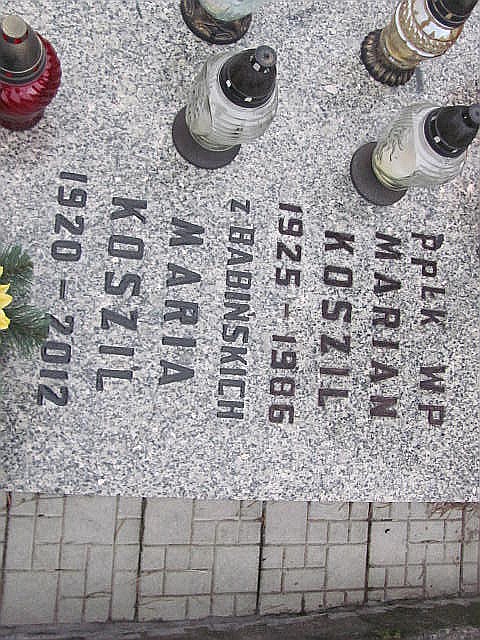 PPŁK WP
MARIAN
KOSZIL
1925 - 1986
Z BABIŃSKICH
MARIA
KOSZIL
1920 - 2012